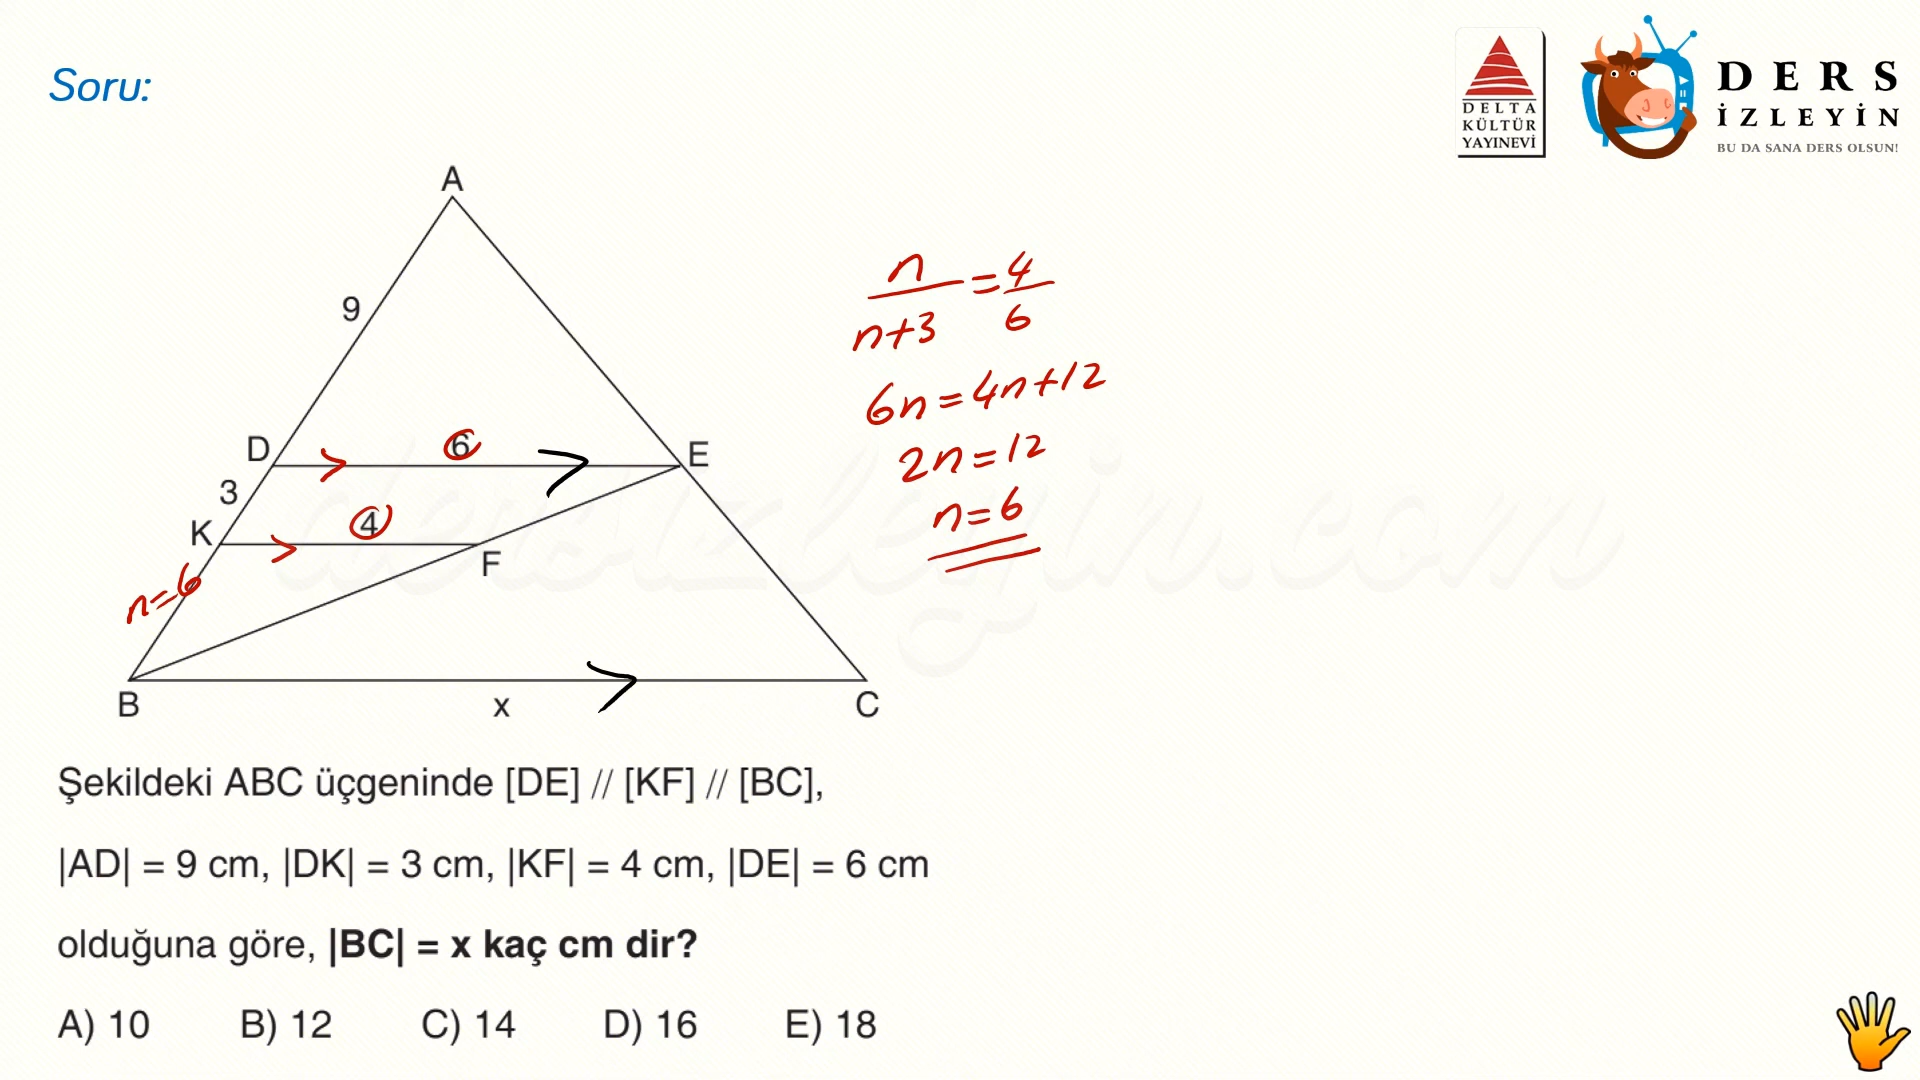 Soru:
DELTA
KÜLTÜR
YAYINEVİ
DERS
İZLEYİN
BU DA SANA DERS OLSUN!
A
9
D
6
E
3
K
4
F
n=6
B
x
C
n/n+3 = 4/6
6n=4n+12
2n=12
n=6
dersizleyin.com
Şekildeki ABC üçgeninde [DE] // [KF] // [BC],
|AD| = 9 cm, |DK| = 3 cm, |KF| = 4 cm, |DE| = 6 cm
olduğuna göre, |BC| = x kaç cm dir?
A) 10 B) 12 C) 14 D) 16 E) 18